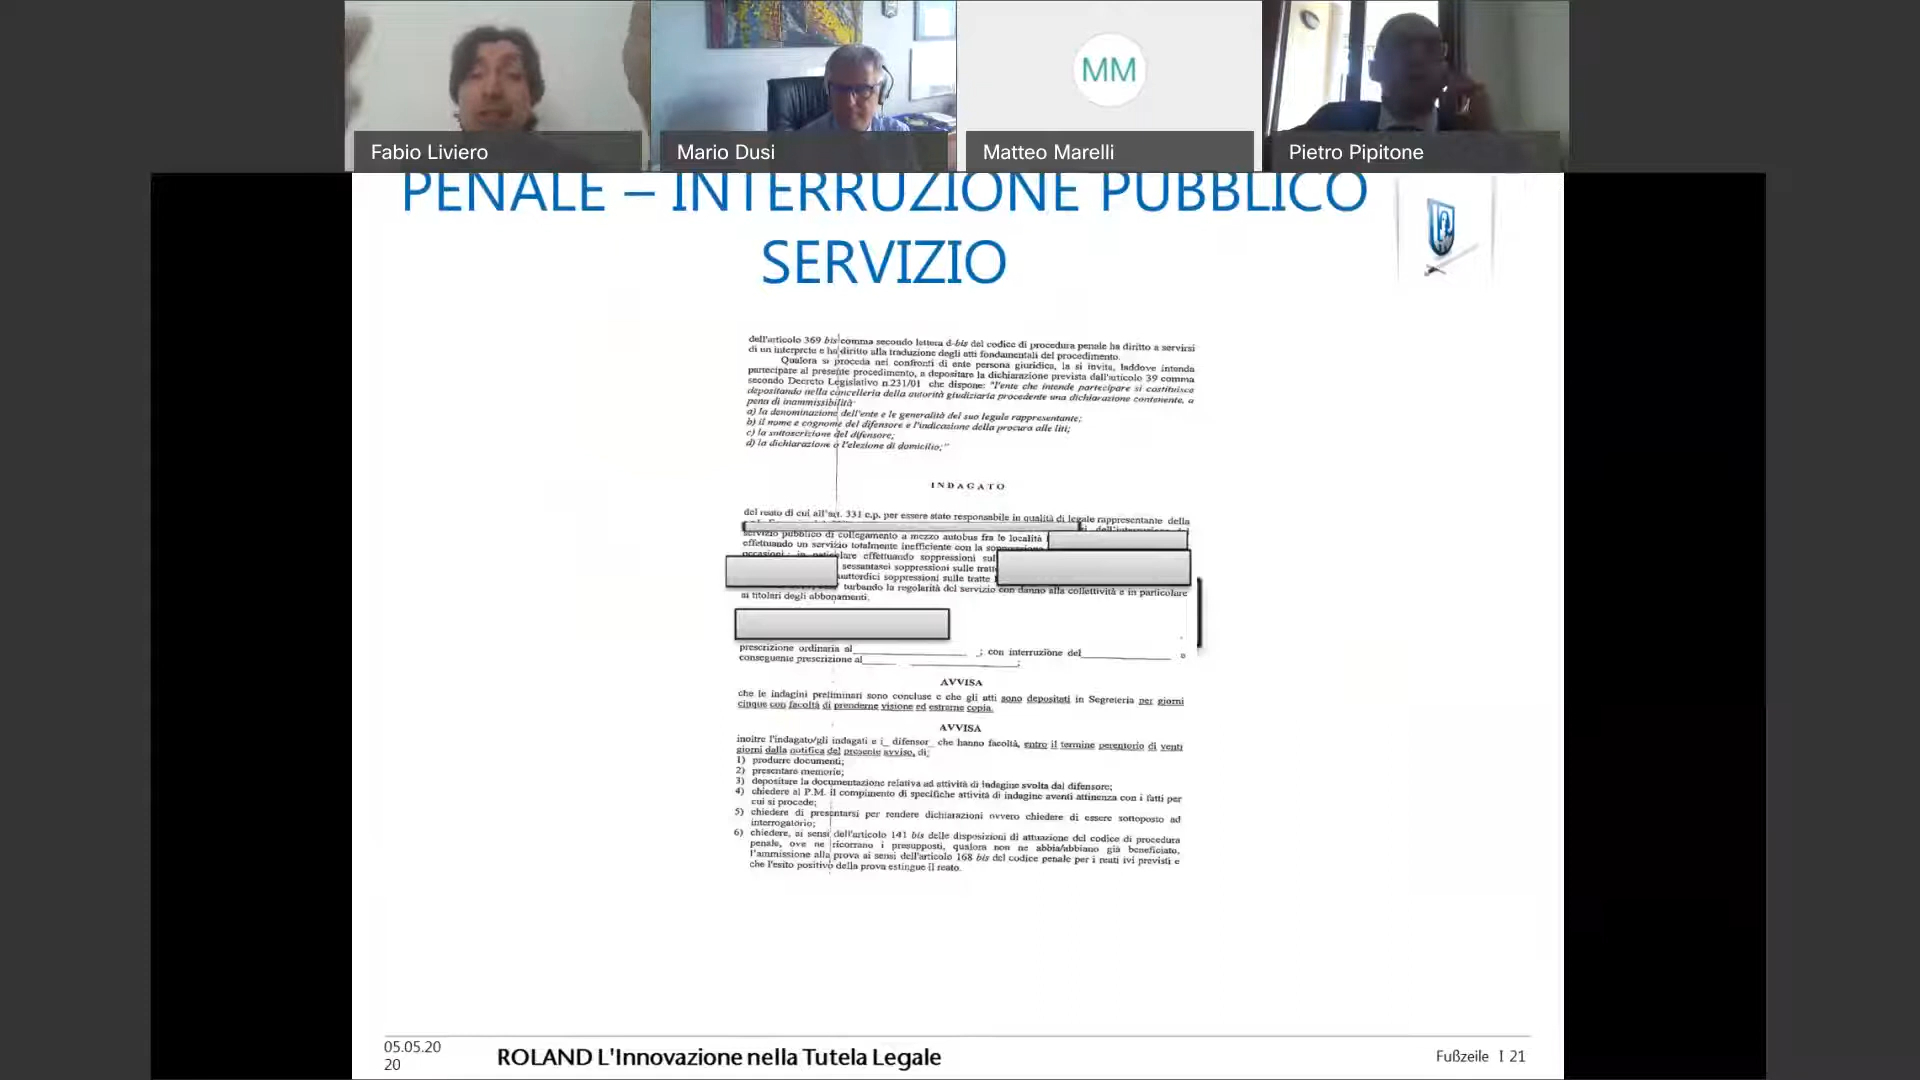 MM
Fabio Liviero
Mario Dusi
Matteo Marelli
Pietro Pipitone
PENALE – INTERRUZIONE PUBBLICO
SERVIZIO
dell'articolo 369 bis comma secondo lettera d-bis del codice di procedura penale ha diritto a servirsi
di un interprete e ha diritto alla traduzione degli atti fondamentali del procedimento.
Qualora si proceda nei confronti di ente persona giuridica, la si invita, laddove intenda
partecipare al presente procedimento, a depositare la dichiarazione prevista dall'articolo 39 comma
secondo Decreto Legislativo n.231/01 che dispone: "l'ente che intende partecipare si costituisce
depositando nella cancelleria della autorità giudiziaria procedente una dichiarazione contenente, a
pena di inammissibilità
a) la denominazione dell'ente e le generalità del suo legale rappresentante;
b) il nome e cognome del difensore e l'indicazione della procura alle liti;
c) la sottoscrizione del difensore;
d) la dichiarazione o l'elezione di domicilio;"
INDAGATO
del reato di cui all'art. 331 c.p. per essere stato responsabile in qualità di legale rappresentante della
servizio pubblico di collegamento a mezzo autobus fra le località
effettuando un servizio totalmente inefficiente con la
effettuando soppressioni
sessantasei soppressioni sulle
soppressioni sulle tratte
turbando la regolarità del servizio con danno alla collettività e in particolare
ai titolari degli abbonamenti.
prescrizione ordinaria al ; con interruzione del
conseguente prescrizione al ;
AVVISA
che le indagini preliminari sono concluse e che gli atti sono depositati in Segreteria per giorni
cinque con facoltà di prenderne visione ed estrarne copia.
AVVISA
inoltre l'indagato/gli indagati e i_ difensor_ che hanno facoltà, entro il termine perentorio di venti
giorni dalla notifica del presente avviso, di:
1) produrre documenti;
2) presentare memorie;
3) depositare la documentazione relativa ad attività di indagine svolta dal difensore;
4) chiedere al P.M. il compimento di specifiche attività di indagine aventi attinenza con i fatti per
cui si procede;
5) chiedere di presentarsi per rendere dichiarazioni ovvero chiedere di essere sottoposto ad
interrogatorio;
6) chiedere, ai sensi dell'articolo 141 bis delle disposizioni di attuazione del codice di procedura
penale, ove ne ricorrano i presupposti, qualora non ne abbia/abbiano già beneficiato,
l'ammissione alla prova ai sensi dell'articolo 168 bis del codice penale per i reati ivi previsti e
che l'esito positivo della prova estingue il reato.
05.05.20
20
ROLAND L'Innovazione nella Tutela Legale
Fußzeile I 21